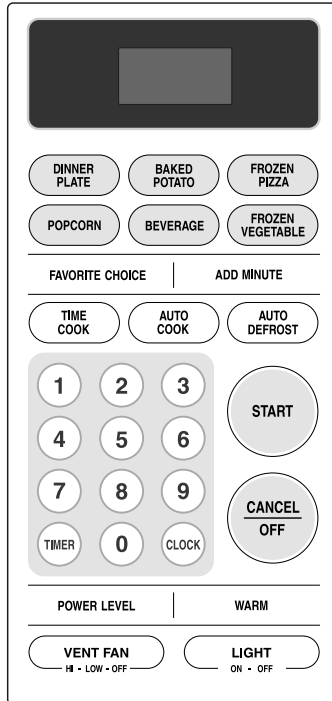 DINNER PLATE
BAKED POTATO
FROZEN PIZZA
POPCORN
BEVERAGE
FROZEN VEGETABLE
FAVORITE CHOICE
ADD MINUTE
TIME COOK
AUTO COOK
AUTO DEFROST
1 2 3
4 5 6
7 8 9
TIMER 0 CLOCK
START
CANCEL
OFF
POWER LEVEL
WARM
VENT FAN
HI - LOW - OFF
LIGHT
ON - OFF